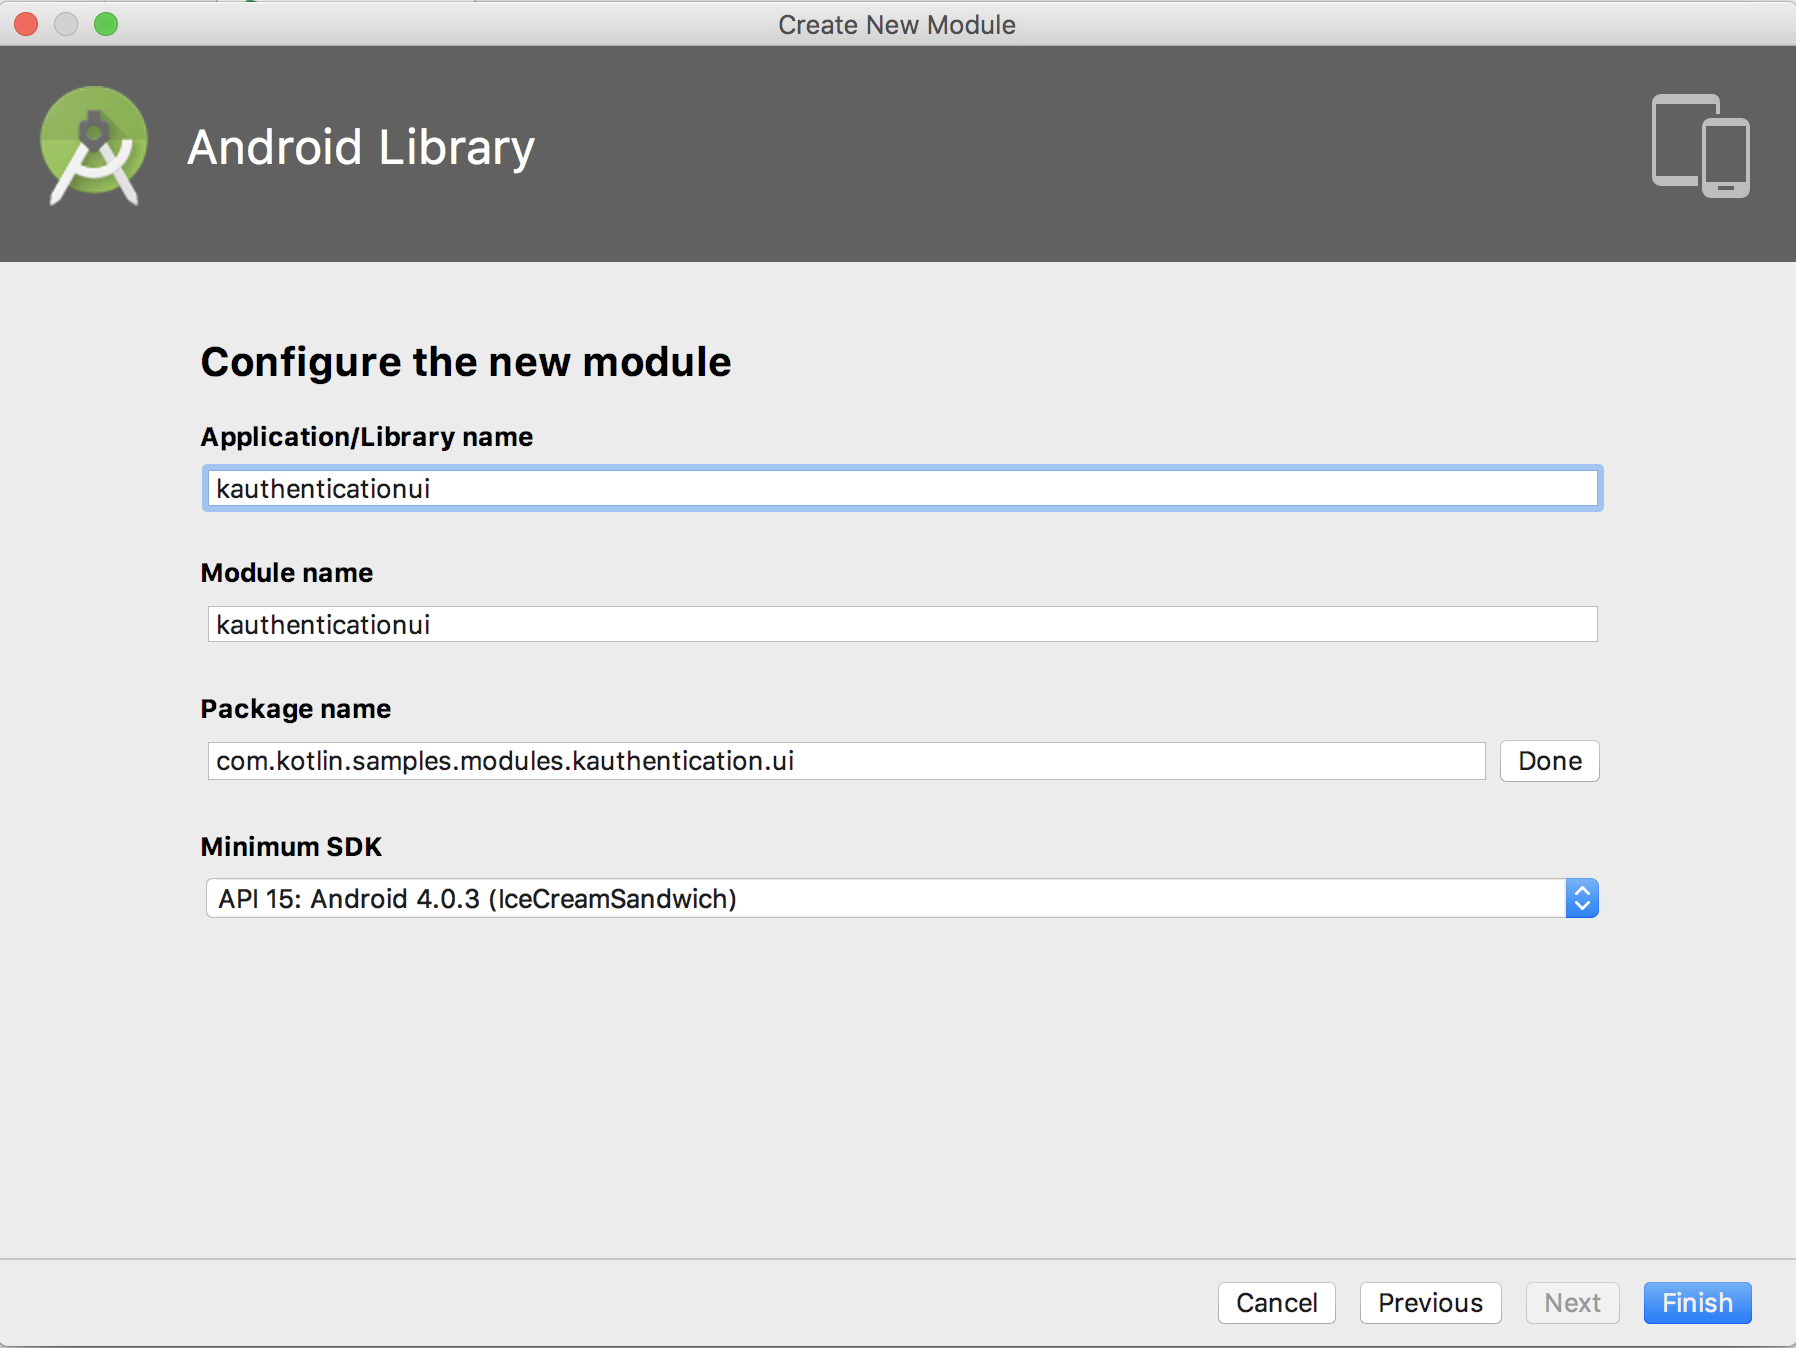 Create New Module
Android Library
Configure the new module
Application/Library name
kauthenticationui
Module name
kauthenticationui
Package name
com.kotlin.samples.modules.kauthentication.ui
Done
Minimum SDK
API 15: Android 4.0.3 (IceCreamSandwich)
Cancel
Previous
Next
Finish